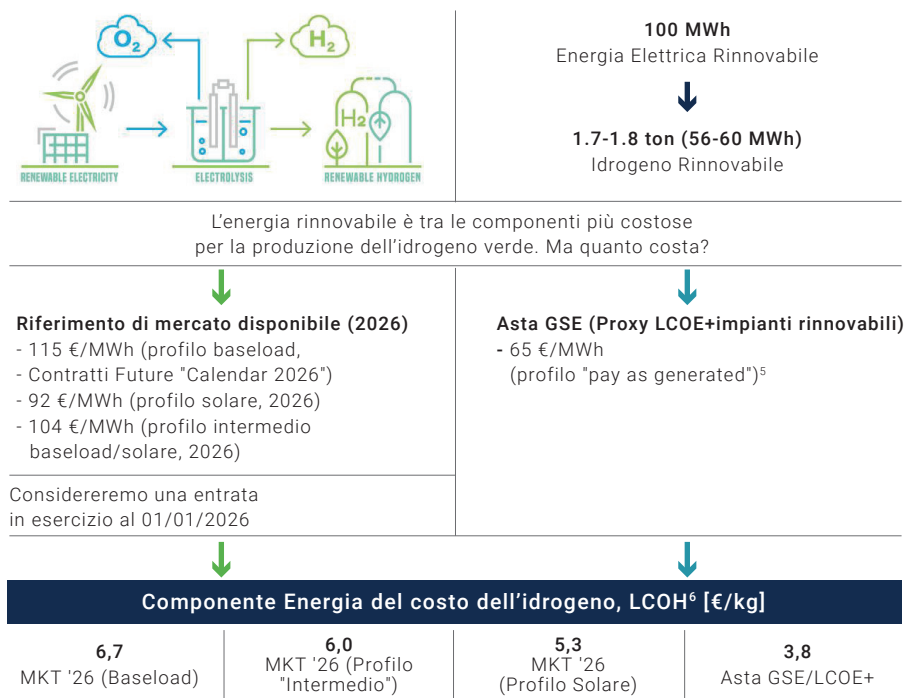 O2
H2
H2
RENEWABLE ELECTRICITY
ELECTROLYSIS
RENEWABLE HYDROGEN
100 MWh
Energia Elettrica Rinnovabile
1.7-1.8 ton (56-60 MWh)
Idrogeno Rinnovabile
L'energia rinnovabile è tra le componenti più costose
per la produzione dell'idrogeno verde. Ma quanto costa?
Riferimento di mercato disponibile (2026)
- 115 €/MWh (profilo baseload,
- Contratti Future "Calendar 2026")
- 92 €/MWh (profilo solare, 2026)
- 104 €/MWh (profilo intermedio
baseload/solare, 2026)
Considereremo una entrata
in esercizio al 01/01/2026
Asta GSE (Proxy LCOE+impianti rinnovabili)
- 65 €/MWh
(profilo "pay as generated")5
Componente Energia del costo dell'idrogeno, LCOH6 [€/kg]
6,7
MKT '26 (Baseload)
6,0
MKT '26 (Profilo
"Intermedio")
5,3
MKT '26
(Profilo Solare)
3,8
Asta GSE/LCOE+